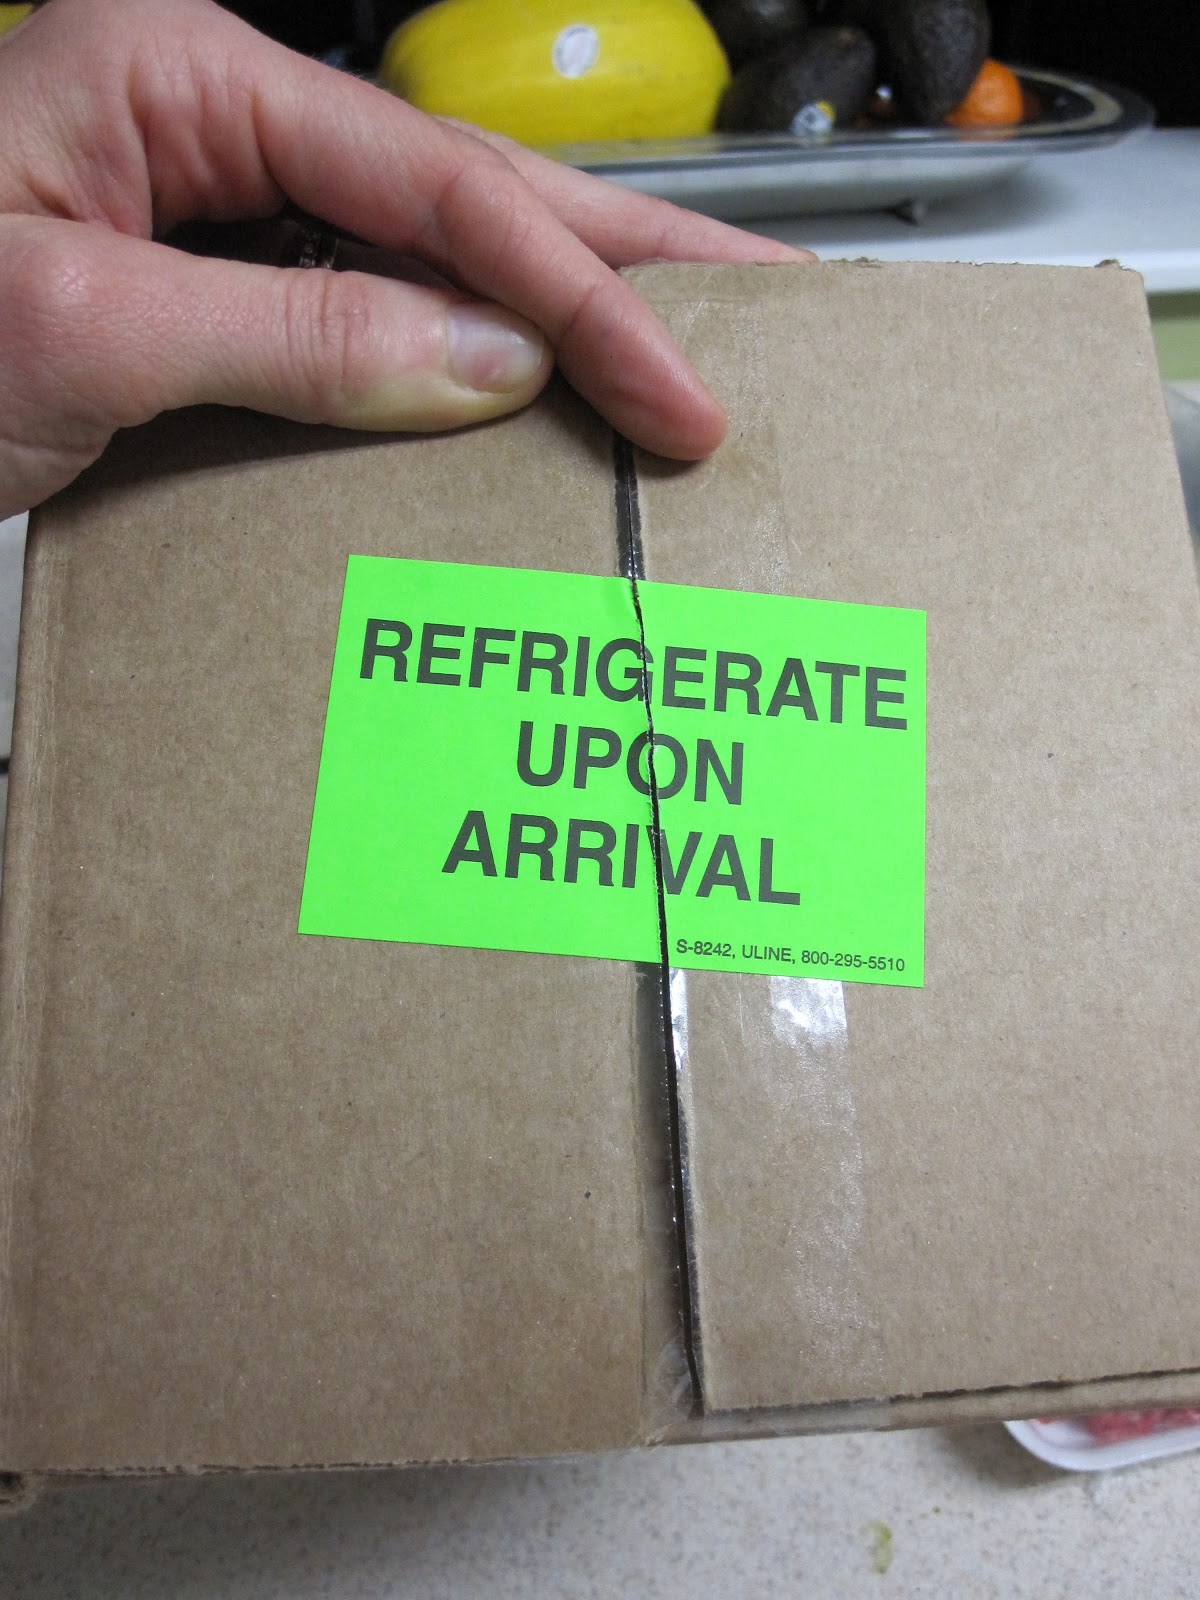 REFRIGERATE
UPON
ARRIVAL
S-8242, ULINE, 800-295-5510